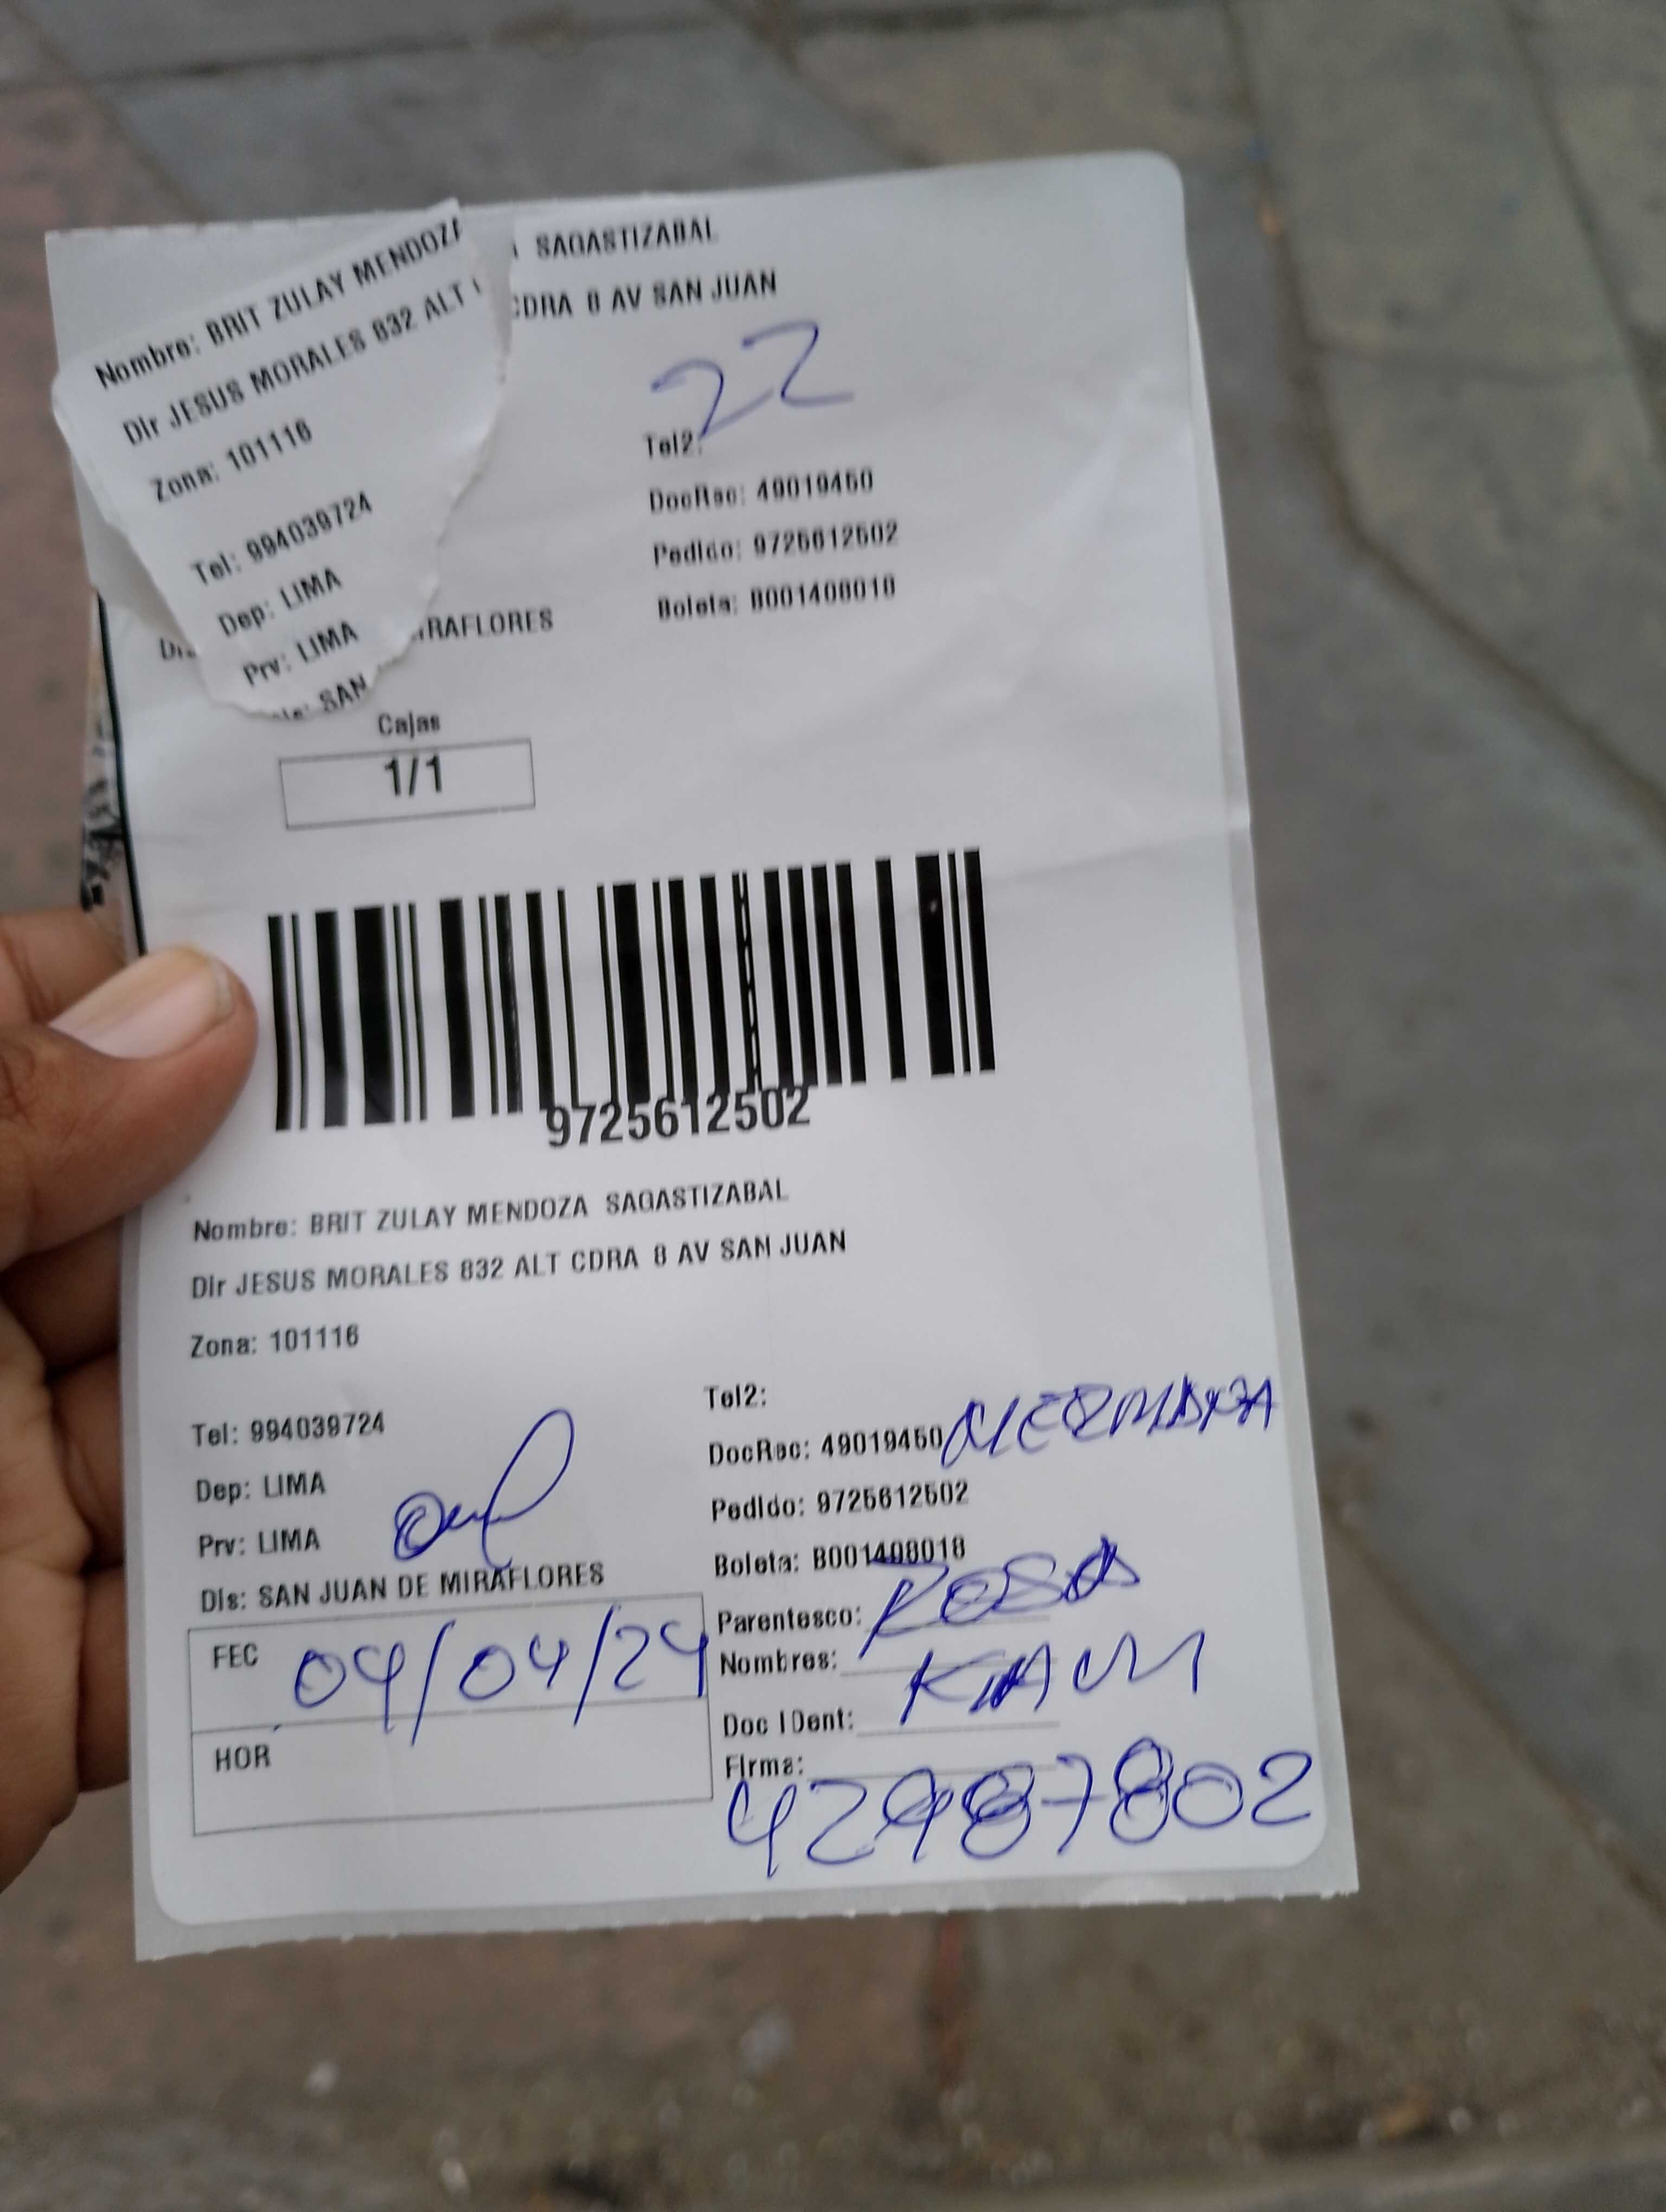 Nombre: BRIT ZULAY MENDOZA SAGASTIZABAL
Dir JESUS MORALES 832 ALT CDRA 8 AV SAN JUAN
Zona: 101116
22
Tel: 994039724
Tel2:
Dep: LIMA
DocRec: 49019450
Prv: LIMA
Pedido: 9725612502
Dis: SAN MIRAFLORES
Boleta: B001408018
Cajas
1/1
9725612502
Nombre: BRIT ZULAY MENDOZA SAGASTIZABAL
Dir JESUS MORALES 832 ALT CDRA 8 AV SAN JUAN
Zona: 101116
Tel: 994039724
Tel2:
Dep: LIMA
DocRec: 49019450
Prv: LIMA
Pedido: 9725612502
Dis: SAN JUAN DE MIRAFLORES
Boleta: B001408018
FEC 04/04/24
Parentesco: ROSA
Nombres:
HOR
Doc IDent:
Firma:
42987802